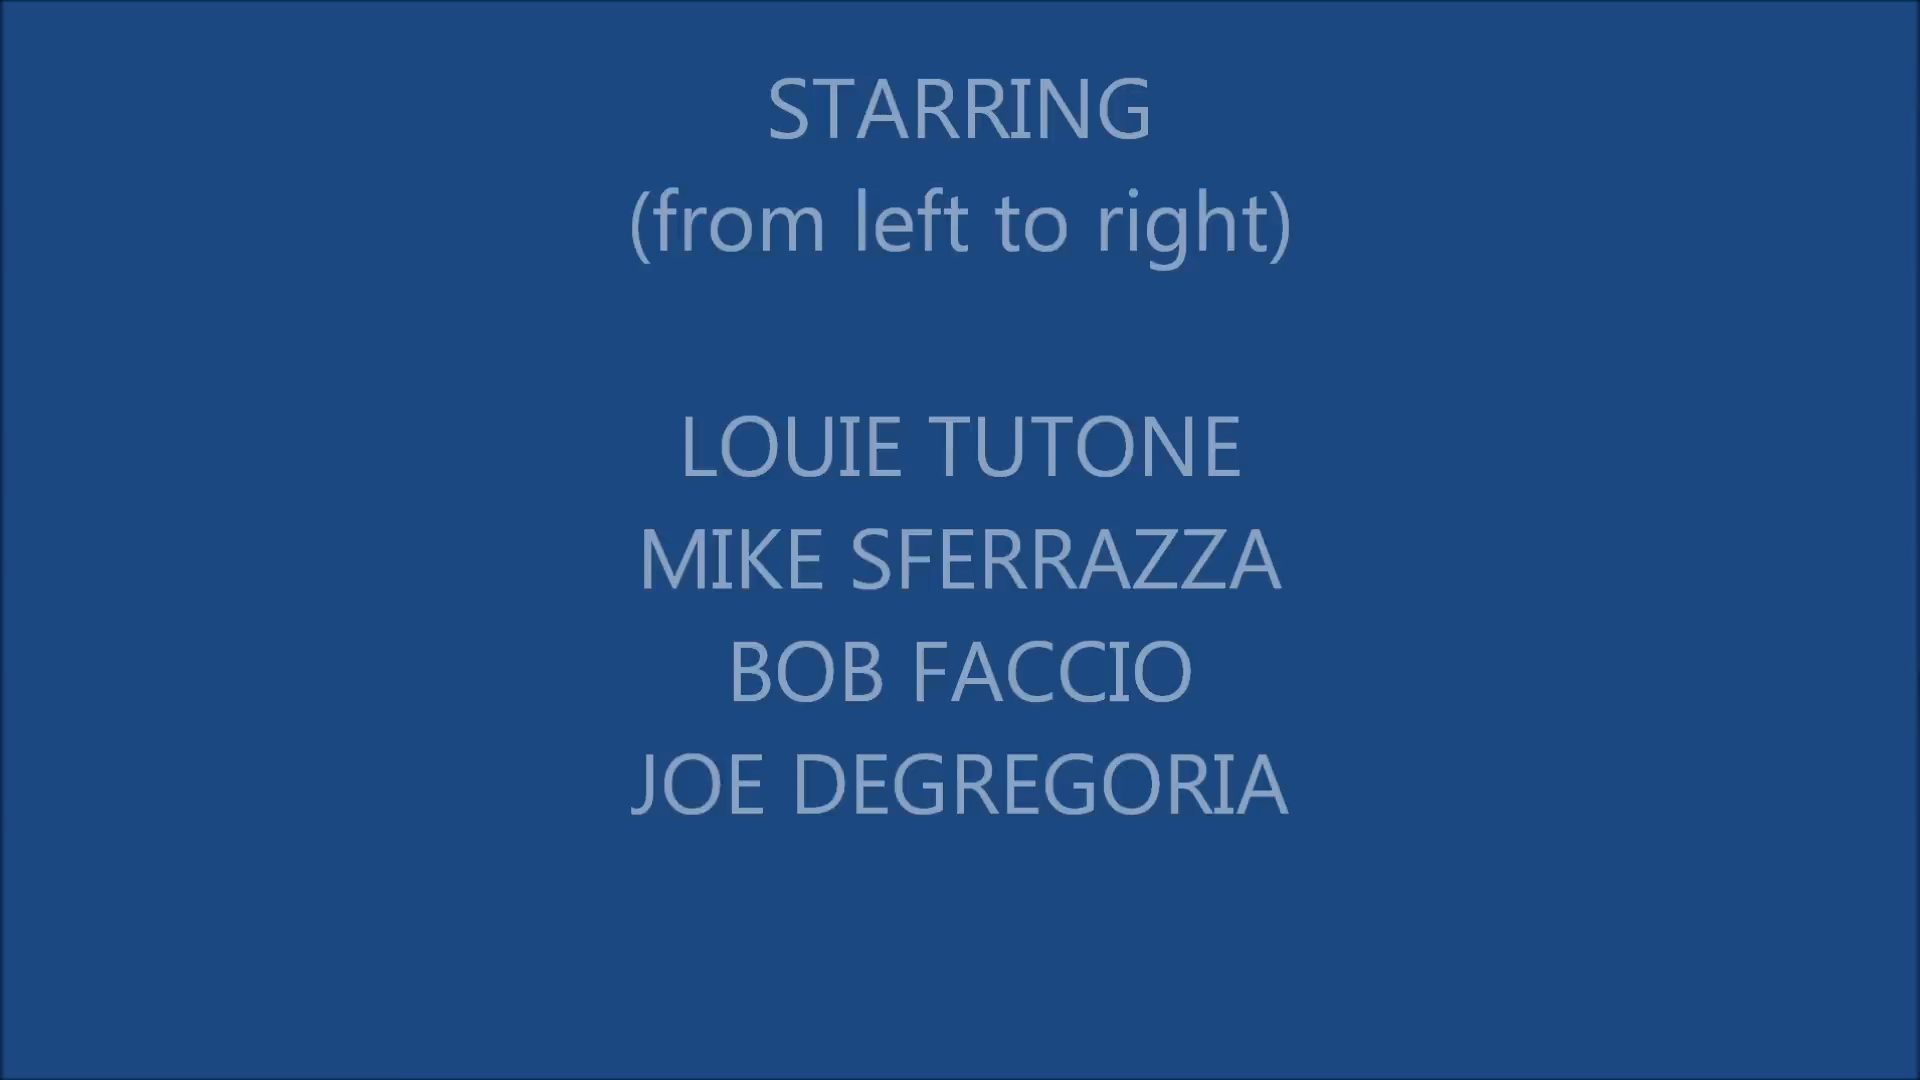 STARRING
(from left to right)
LOUIE TUTONE
MIKE SFERRAZZA
BOB FACCIO
JOE DEGREGORIA